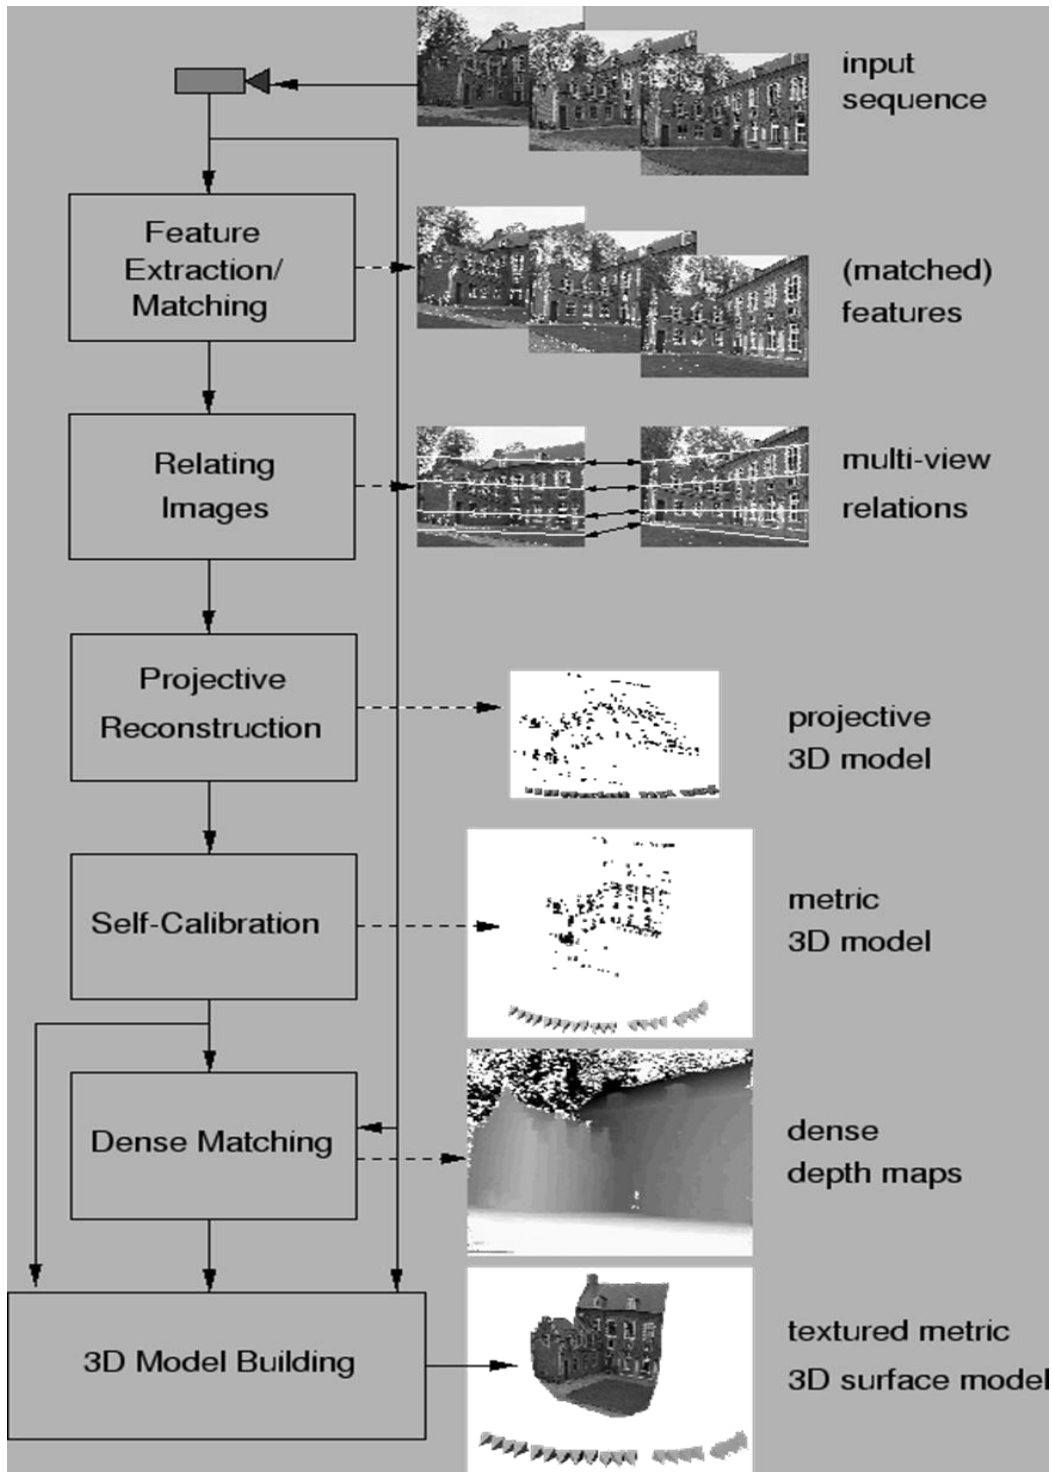 input
sequence
Feature
Extraction/
Matching
(matched)
features
Relating
Images
multi-view
relations
Projective
Reconstruction
projective
3D model
Self-Calibration
metric
3D model
Dense Matching
dense
depth maps
3D Model Building
textured metric
3D surface model